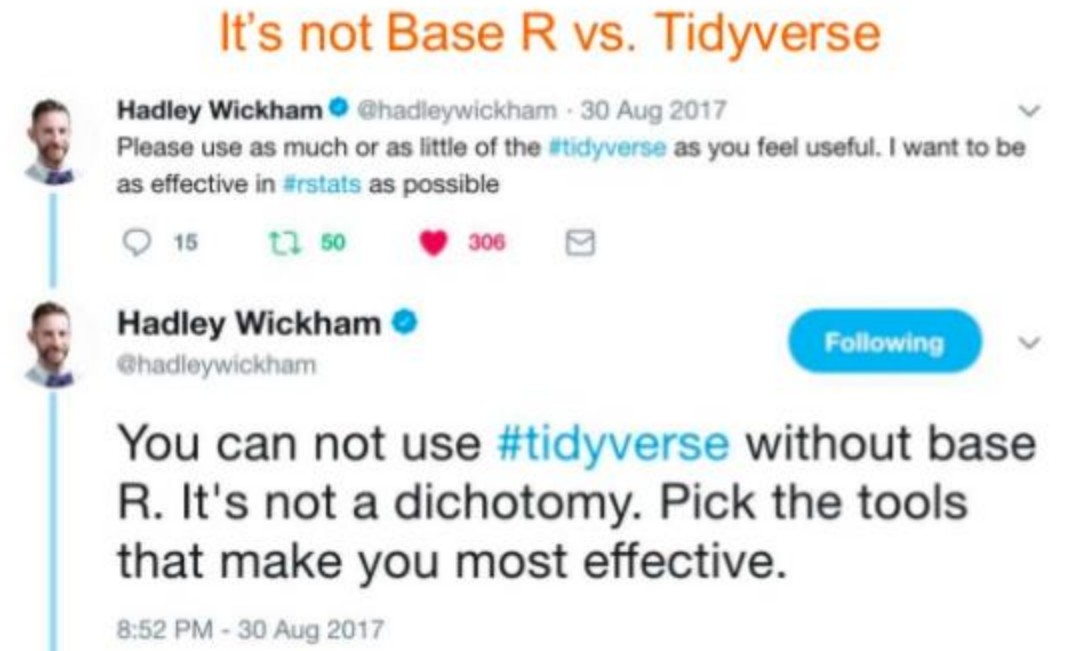 It's not Base R vs. Tidyverse
Hadley Wickham @hadleywickham · 30 Aug 2017
Please use as much or as little of the #tidyverse as you feel useful. I want to be
as effective in #rstats as possible
15 50 306
Hadley Wickham
@hadleywickham
Following
You can not use #tidyverse without base
R. It's not a dichotomy. Pick the tools
that make you most effective.
8:52 PM - 30 Aug 2017